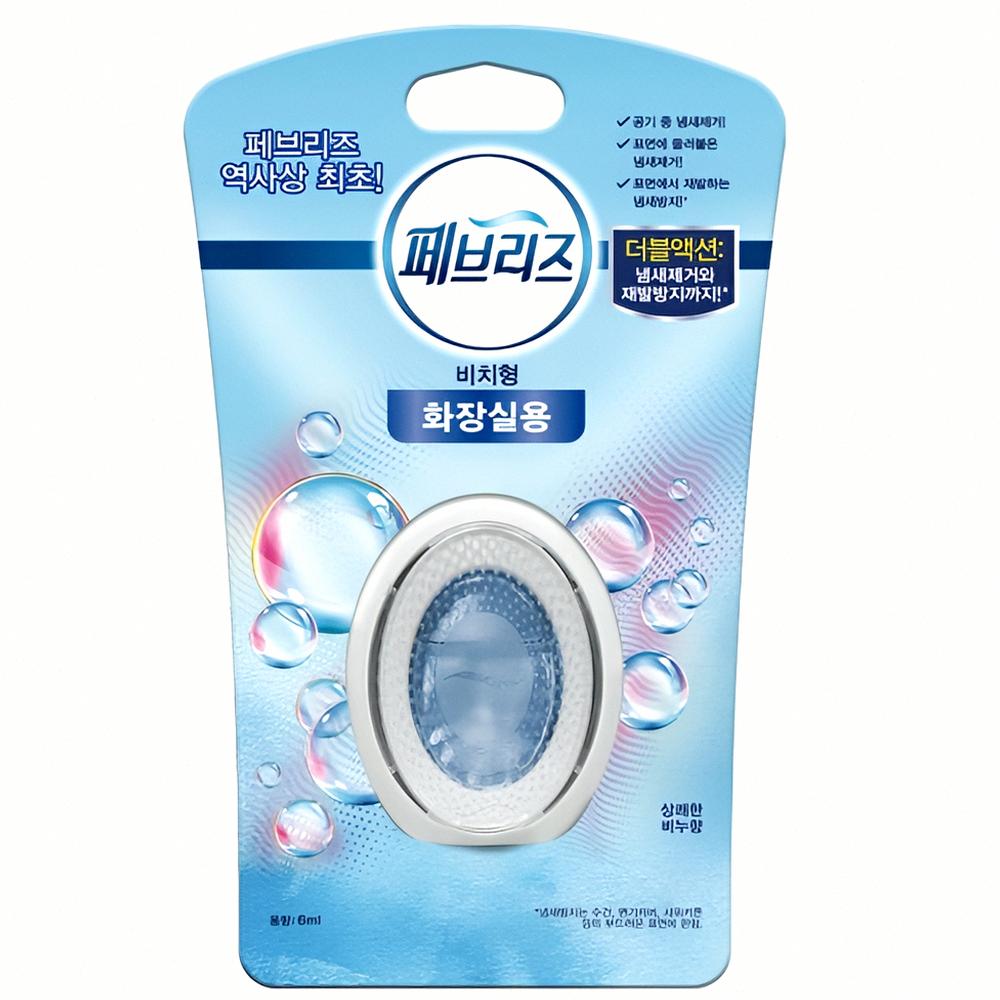 페브리즈
역사상 최초!
✓ 공기 중 냄새제거!
✓ 표면에 눌러붙은
냄새제거!
✓ 표면에서 재발하는
냄새방지!*
페브리즈
더블액션:
냄새제거와
재발방지까지!*
비치형
화장실용
상쾌한
비누향
용량: 6ml